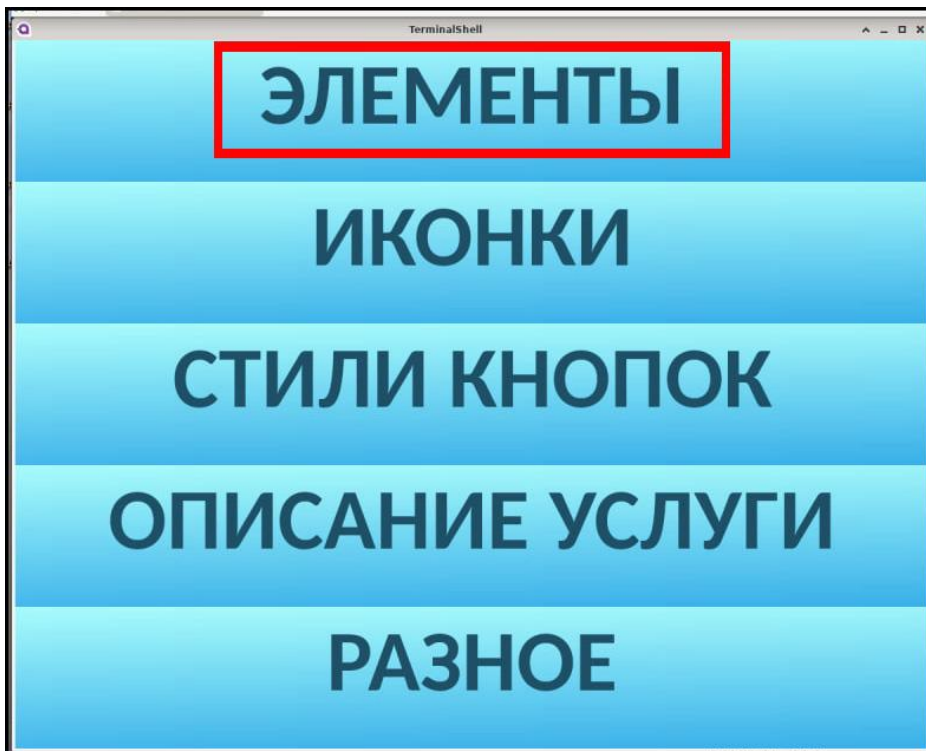 TerminalShell
ЭЛЕМЕНТЫ
ИКОНКИ
СТИЛИ КНОПОК
ОПИСАНИЕ УСЛУГИ
РАЗНОЕ